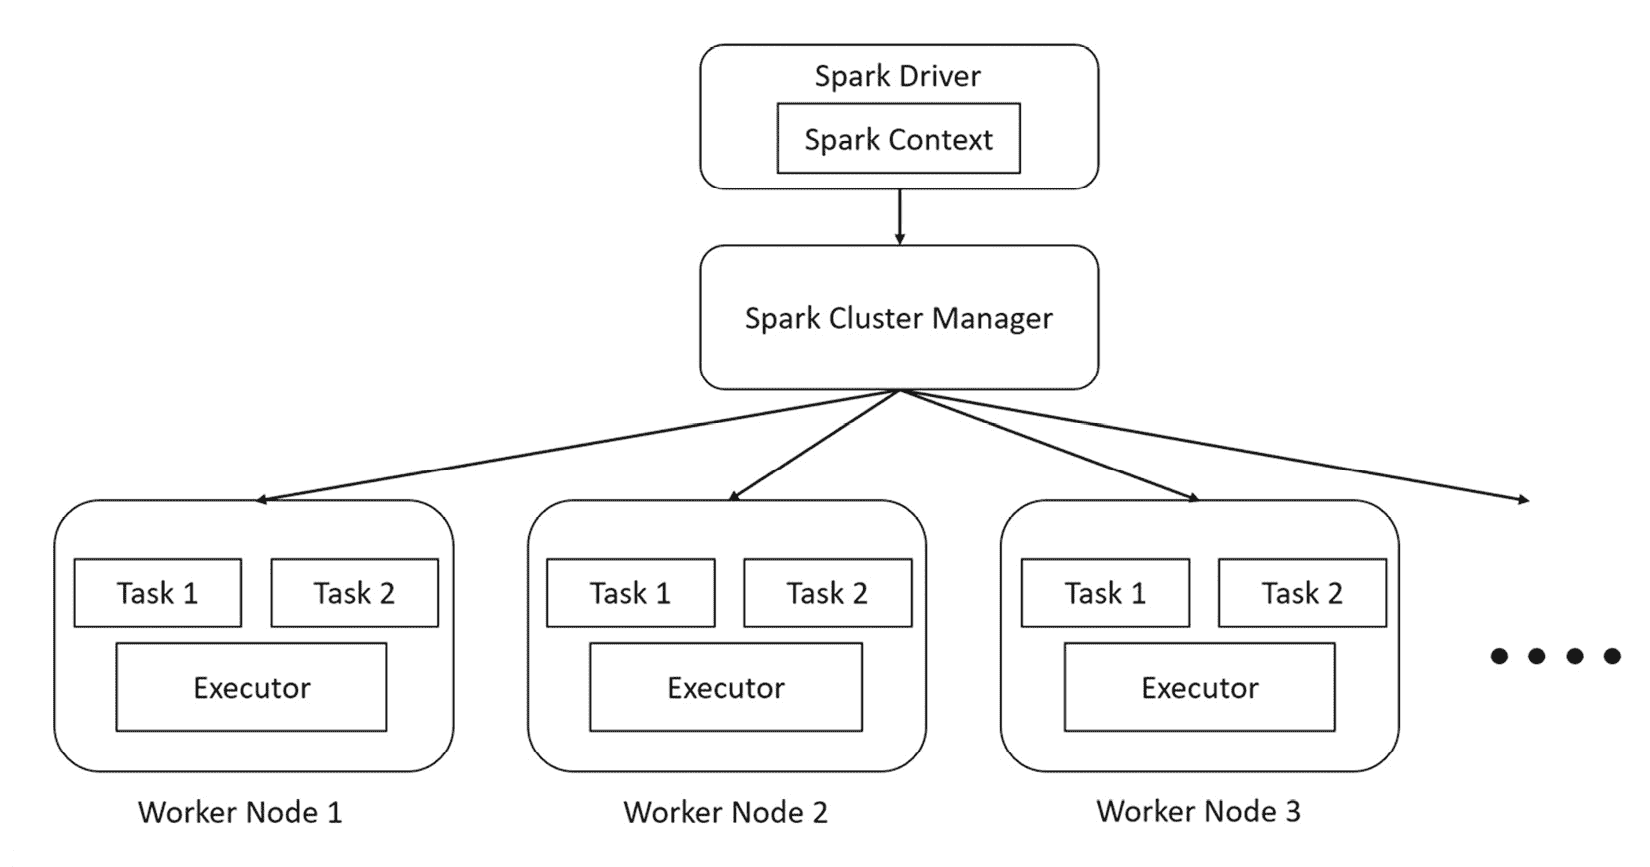 Spark Driver
Spark Context
Spark Cluster Manager
Task 1 Task 2 Task 1 Task 2 Task 1 Task 2
Executor Executor Executor
Worker Node 1 Worker Node 2 Worker Node 3